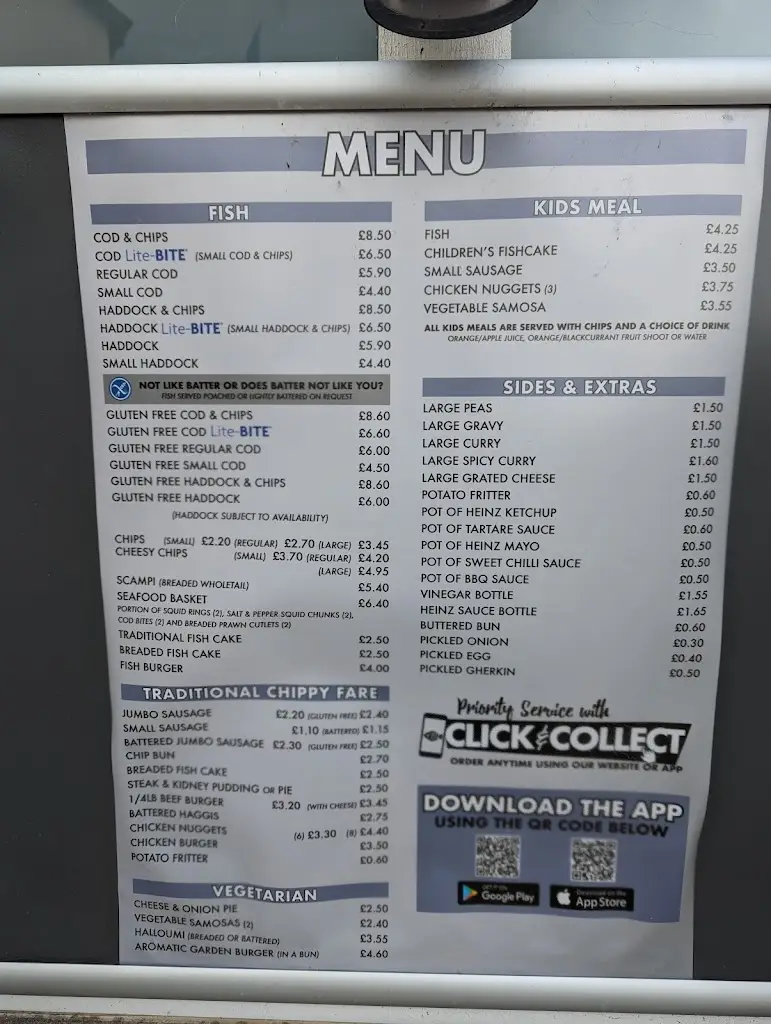 MENU
FISH
COD & CHIPS £8.50
COD Lite-BITE™ (SMALL COD & CHIPS) £6.50
REGULAR COD £5.90
SMALL COD £4.40
HADDOCK & CHIPS £8.50
HADDOCK Lite-BITE™ (SMALL HADDOCK & CHIPS) £6.50
HADDOCK £5.90
SMALL HADDOCK £4.40
NOT LIKE BATTER OR DOES BATTER NOT LIKE YOU?
FISH SERVED POACHED OR LIGHTLY BATTERED ON REQUEST
GLUTEN FREE COD & CHIPS £8.60
GLUTEN FREE COD Lite-BITE™ £6.60
GLUTEN FREE REGULAR COD £6.00
GLUTEN FREE SMALL COD £4.50
GLUTEN FREE HADDOCK & CHIPS £8.60
GLUTEN FREE HADDOCK £6.00
(HADDOCK SUBJECT TO AVAILABILITY)
CHIPS (SMALL) £2.20 (REGULAR) £2.70 (LARGE) £3.45
CHEESY CHIPS (SMALL) £3.70 (REGULAR) £4.20
(LARGE) £4.95
SCAMPI (BREADED WHOLETAIL) £5.40
SEAFOOD BASKET £6.40
PORTION OF SQUID RINGS (2), SALT & PEPPER SQUID CHUNKS (2),
COD BITES (2) AND BREADED PRAWN CUTLETS (2)
TRADITIONAL FISH CAKE £2.50
BREADED FISH CAKE £2.50
FISH BURGER £4.00
TRADITIONAL CHIPPY FARE
JUMBO SAUSAGE £2.20 (GLUTEN FREE) £2.40
SMALL SAUSAGE £1.10 (BATTERED) £1.15
BATTERED JUMBO SAUSAGE £2.30 (GLUTEN FREE) £2.50
CHIP BUN £2.70
BREADED FISH CAKE £2.50
STEAK & KIDNEY PUDDING OR PIE £2.50
1/4LB BEEF BURGER £3.20 (WITH CHEESE) £3.45
BATTERED HAGGIS £2.75
CHICKEN NUGGETS (6) £3.30 (8) £4.40
CHICKEN BURGER £3.50
POTATO FRITTER £0.60
VEGETARIAN
CHEESE & ONION PIE £2.50
VEGETABLE SAMOSAS (2) £2.40
HALLOUMI (BREADED OR BATTERED) £3.55
AROMATIC GARDEN BURGER (IN A BUN) £4.60
KIDS MEAL
FISH £4.25
CHILDREN'S FISHCAKE £4.25
SMALL SAUSAGE £3.50
CHICKEN NUGGETS (3) £3.75
VEGETABLE SAMOSA £3.55
ALL KIDS MEALS ARE SERVED WITH CHIPS AND A CHOICE OF DRINK
ORANGE/APPLE JUICE, ORANGE/BLACKCURRANT FRUIT SHOOT OR WATER
SIDES & EXTRAS
LARGE PEAS £1.50
LARGE GRAVY £1.50
LARGE CURRY £1.50
LARGE SPICY CURRY £1.60
LARGE GRATED CHEESE £1.50
POTATO FRITTER £0.60
POT OF HEINZ KETCHUP £0.50
POT OF TARTARE SAUCE £0.60
POT OF HEINZ MAYO £0.50
POT OF SWEET CHILLI SAUCE £0.50
POT OF BBQ SAUCE £0.50
VINEGAR BOTTLE £1.55
HEINZ SAUCE BOTTLE £1.65
BUTTERED BUN £0.60
PICKLED ONION £0.30
PICKLED EGG £0.40
PICKLED GHERKIN £0.50
Priority Service with
CLICK & COLLECT
ORDER ANYTIME USING OUR WEBSITE OR APP
DOWNLOAD THE APP
USING THE QR CODE BELOW
GET IT ON
Google Play
Download on the
App Store